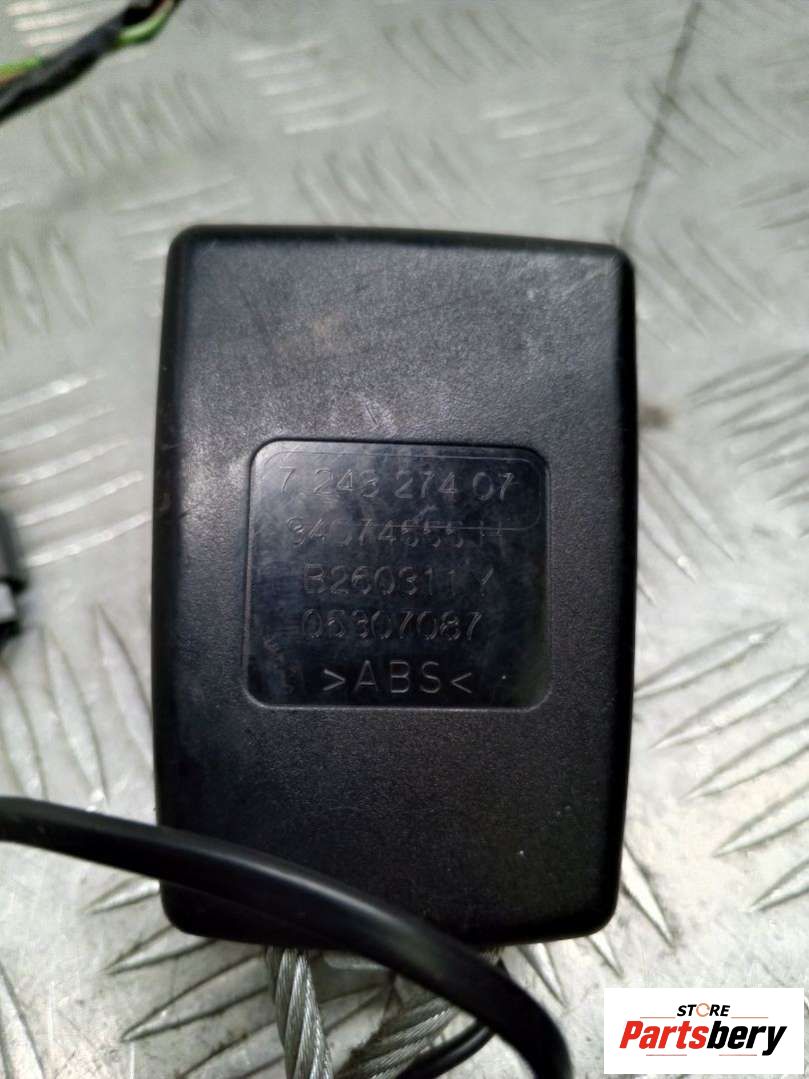 7 243 274 07
B260311 Y
05307087
>ABS<
STORE
Partsbery